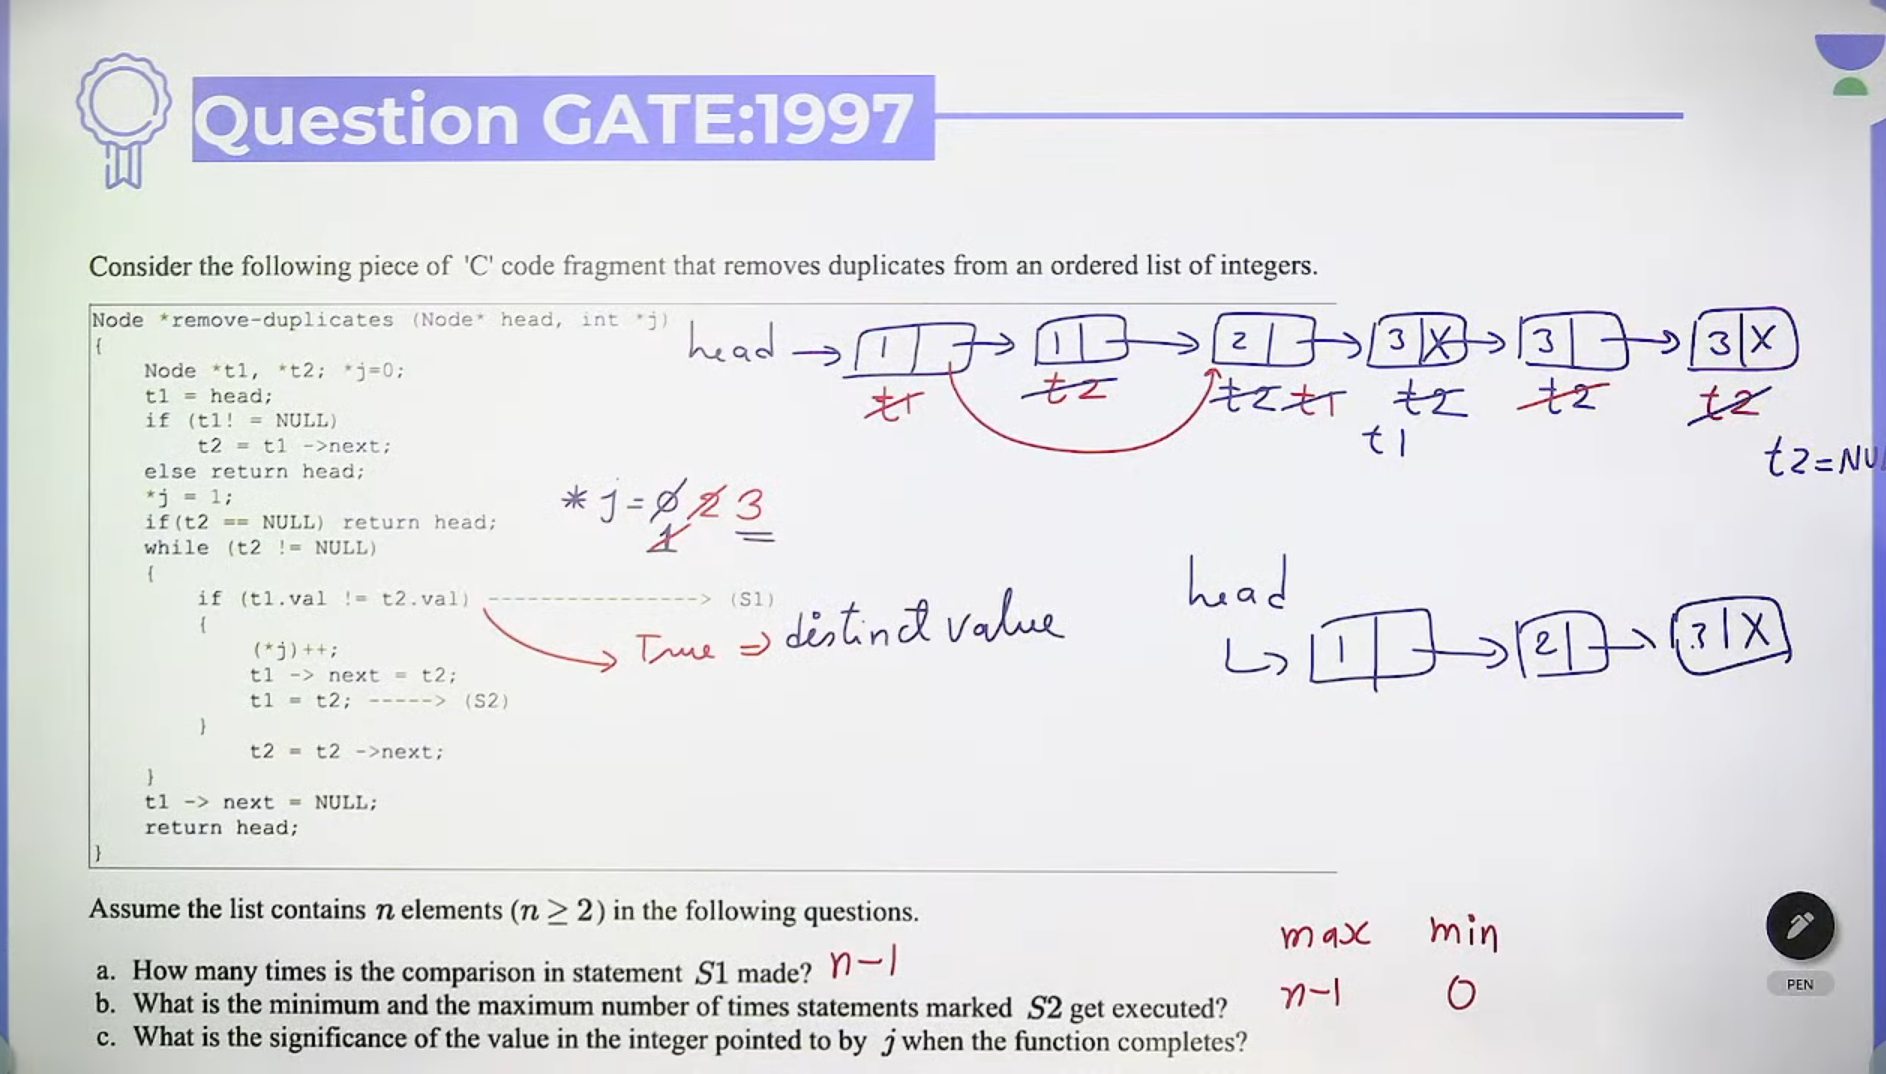 Question GATE:1997
Consider the following piece of 'C' code fragment that removes duplicates from an ordered list of integers.
Node *remove-duplicates (Node* head, int *j)
{
Node *t1, *t2; *j=0;
t1 = head;
if (t1! = NULL)
t2 = t1 ->next;
else return head;
*j = 1;
if(t2 == NULL) return head;
while (t2 != NULL)
{
if (t1.val != t2.val) ----------------> (S1)
{
(*j)++;
t1 -> next = t2;
t1 = t2; -----> (S2)
}
t2 = t2 ->next;
}
t1 -> next = NULL;
return head;
}
head → 1 → 1 → 2 → 3 X → 3 → 3 X
t1 t2 t2 t1 t2 t2 t2
t1
t2=NU
*j = 0 2 3
1
True ⇒ distinct value
head
1 → 2 → 3 X
Assume the list contains n elements (n ≥ 2) in the following questions.
a. How many times is the comparison in statement S1 made? n-1
b. What is the minimum and the maximum number of times statements marked S2 get executed?
c. What is the significance of the value in the integer pointed to by j when the function completes?
max min
n-1 0
PEN